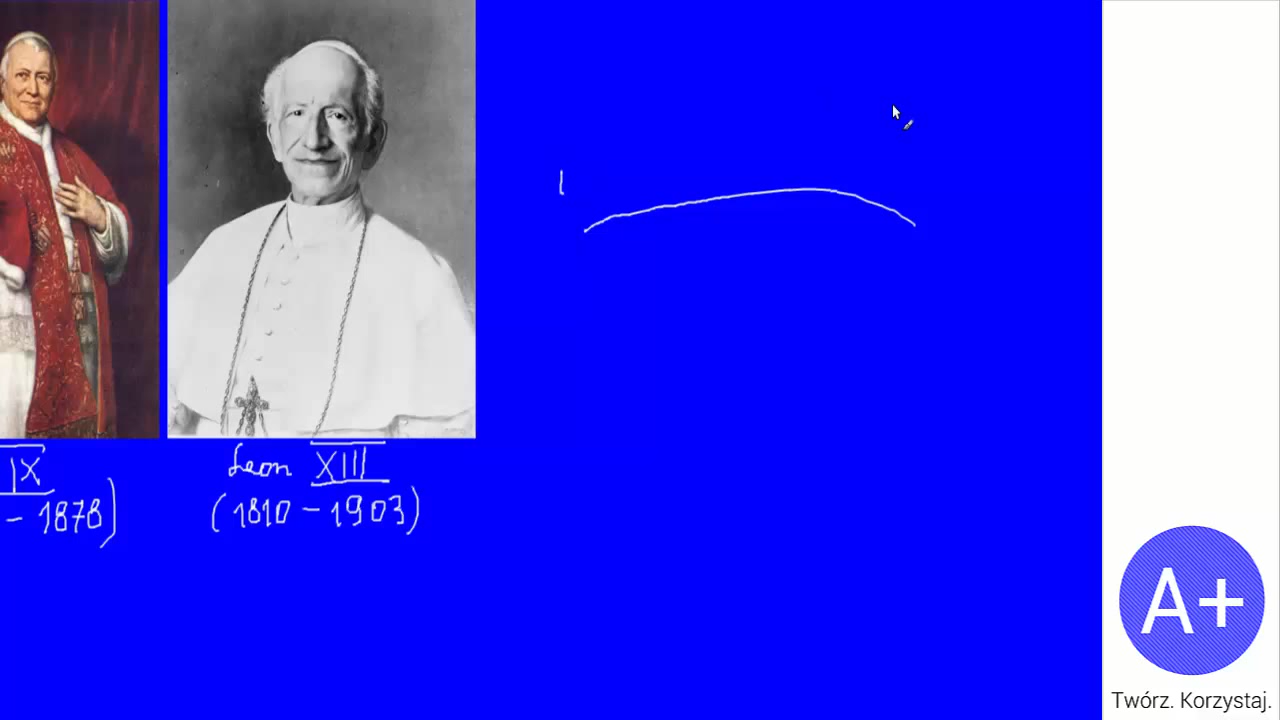 IX
- 1878)
Leon XIII
(1810 - 1903)
A+
Twórz. Korzystaj.